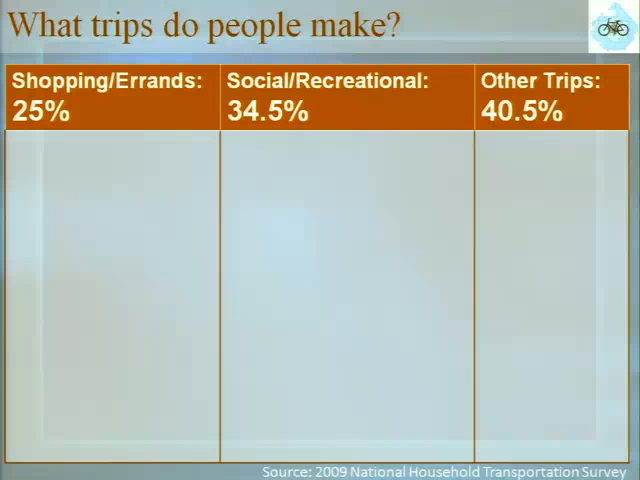 What trips do people make?
Shopping/Errands: Social/Recreational: Other Trips:
25% 34.5% 40.5%
Source: 2009 National Household Transportation Survey